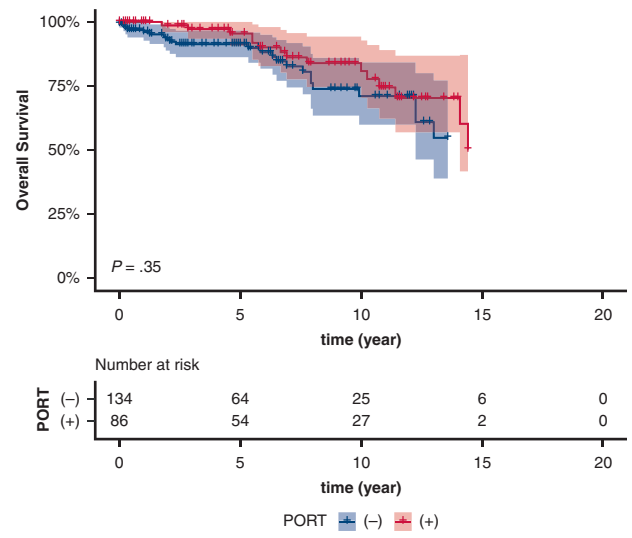 100%
75%
50%
25%
0%
Overall Survival
P = .35
0 5 10 15 20
time (year)
Number at risk
PORT
(–) 134 64 25 6 0
(+) 86 54 27 2 0
0 5 10 15 20
time (year)
PORT (–) (+)